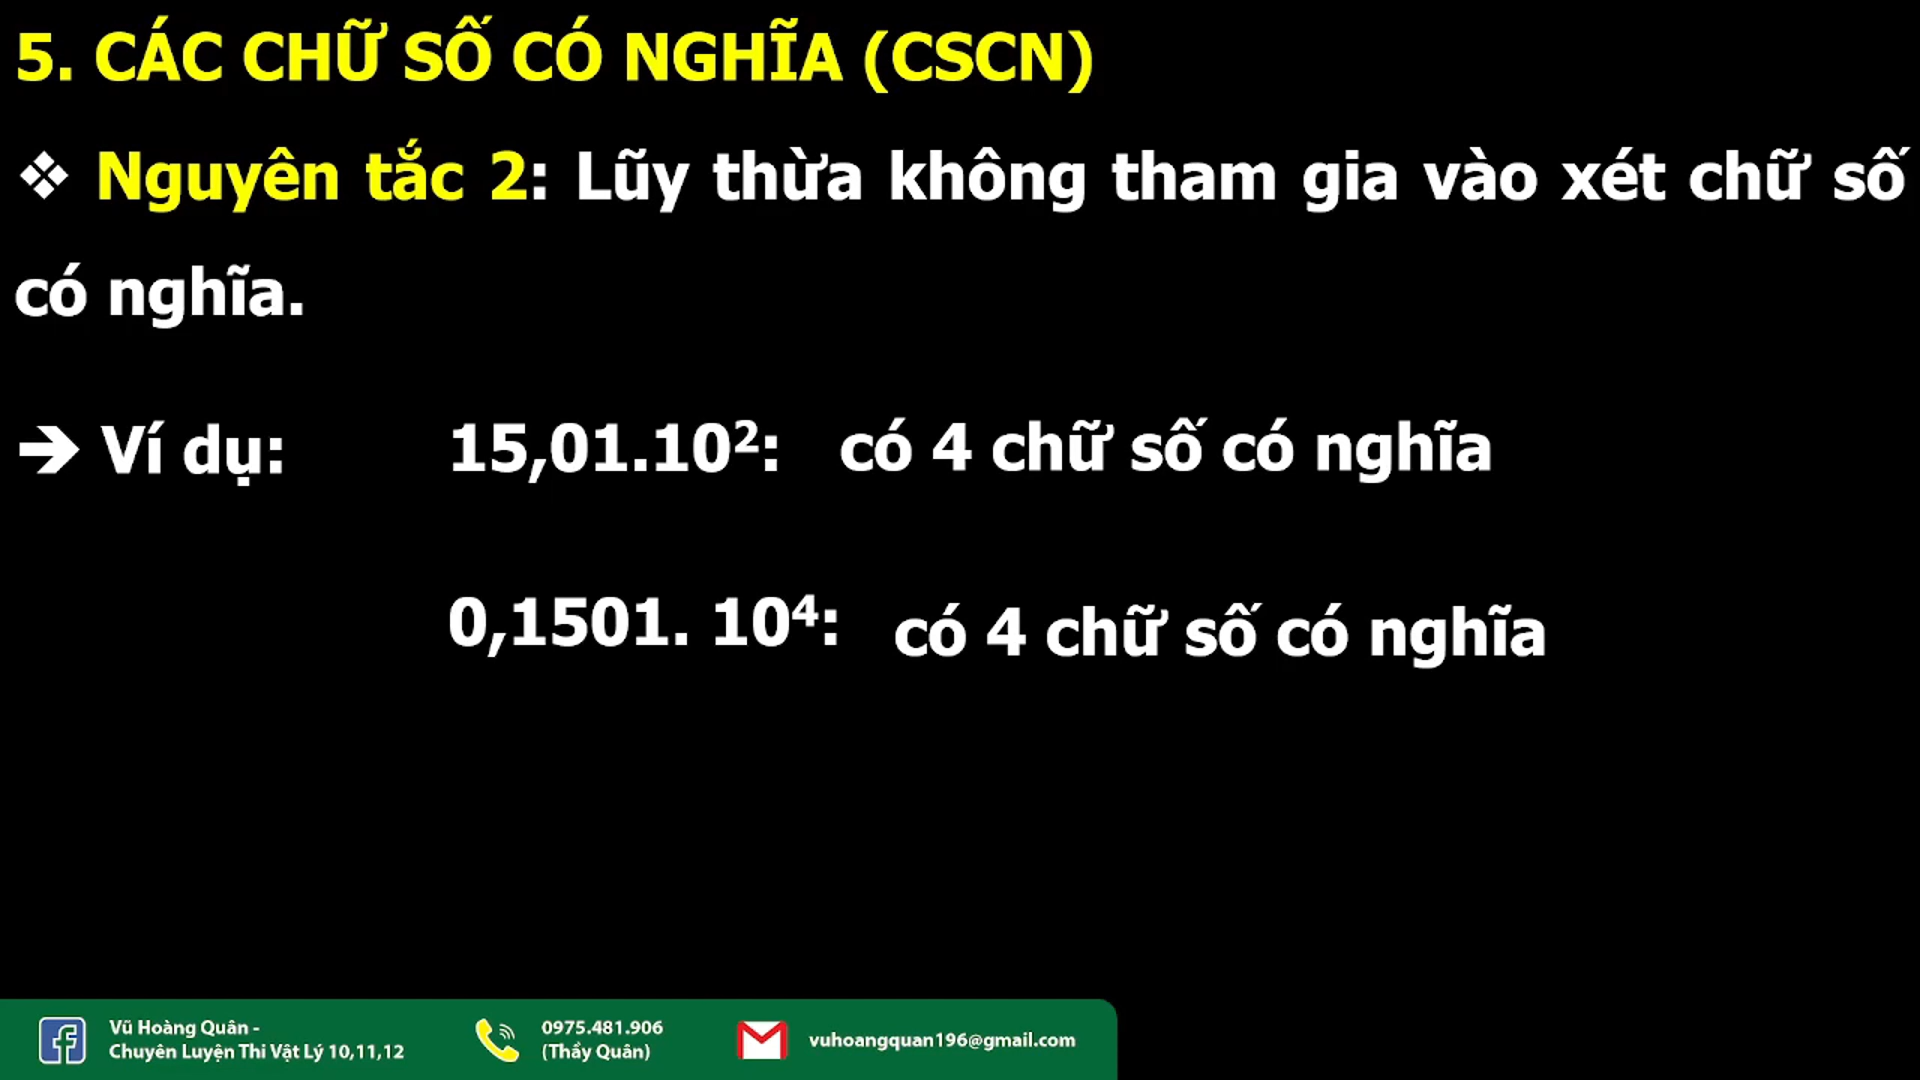 5. CÁC CHỮ SỐ CÓ NGHĨA (CSCN)
❖ Nguyên tắc 2: Lũy thừa không tham gia vào xét chữ số
có nghĩa.
➔ Ví dụ: 15,01.10²: có 4 chữ số có nghĩa
0,1501. 10⁴: có 4 chữ số có nghĩa
Vũ Hoàng Quân -
Chuyên Luyện Thi Vật Lý 10,11,12
0975.481.906
(Thầy Quân)
vuhoangquan196@gmail.com